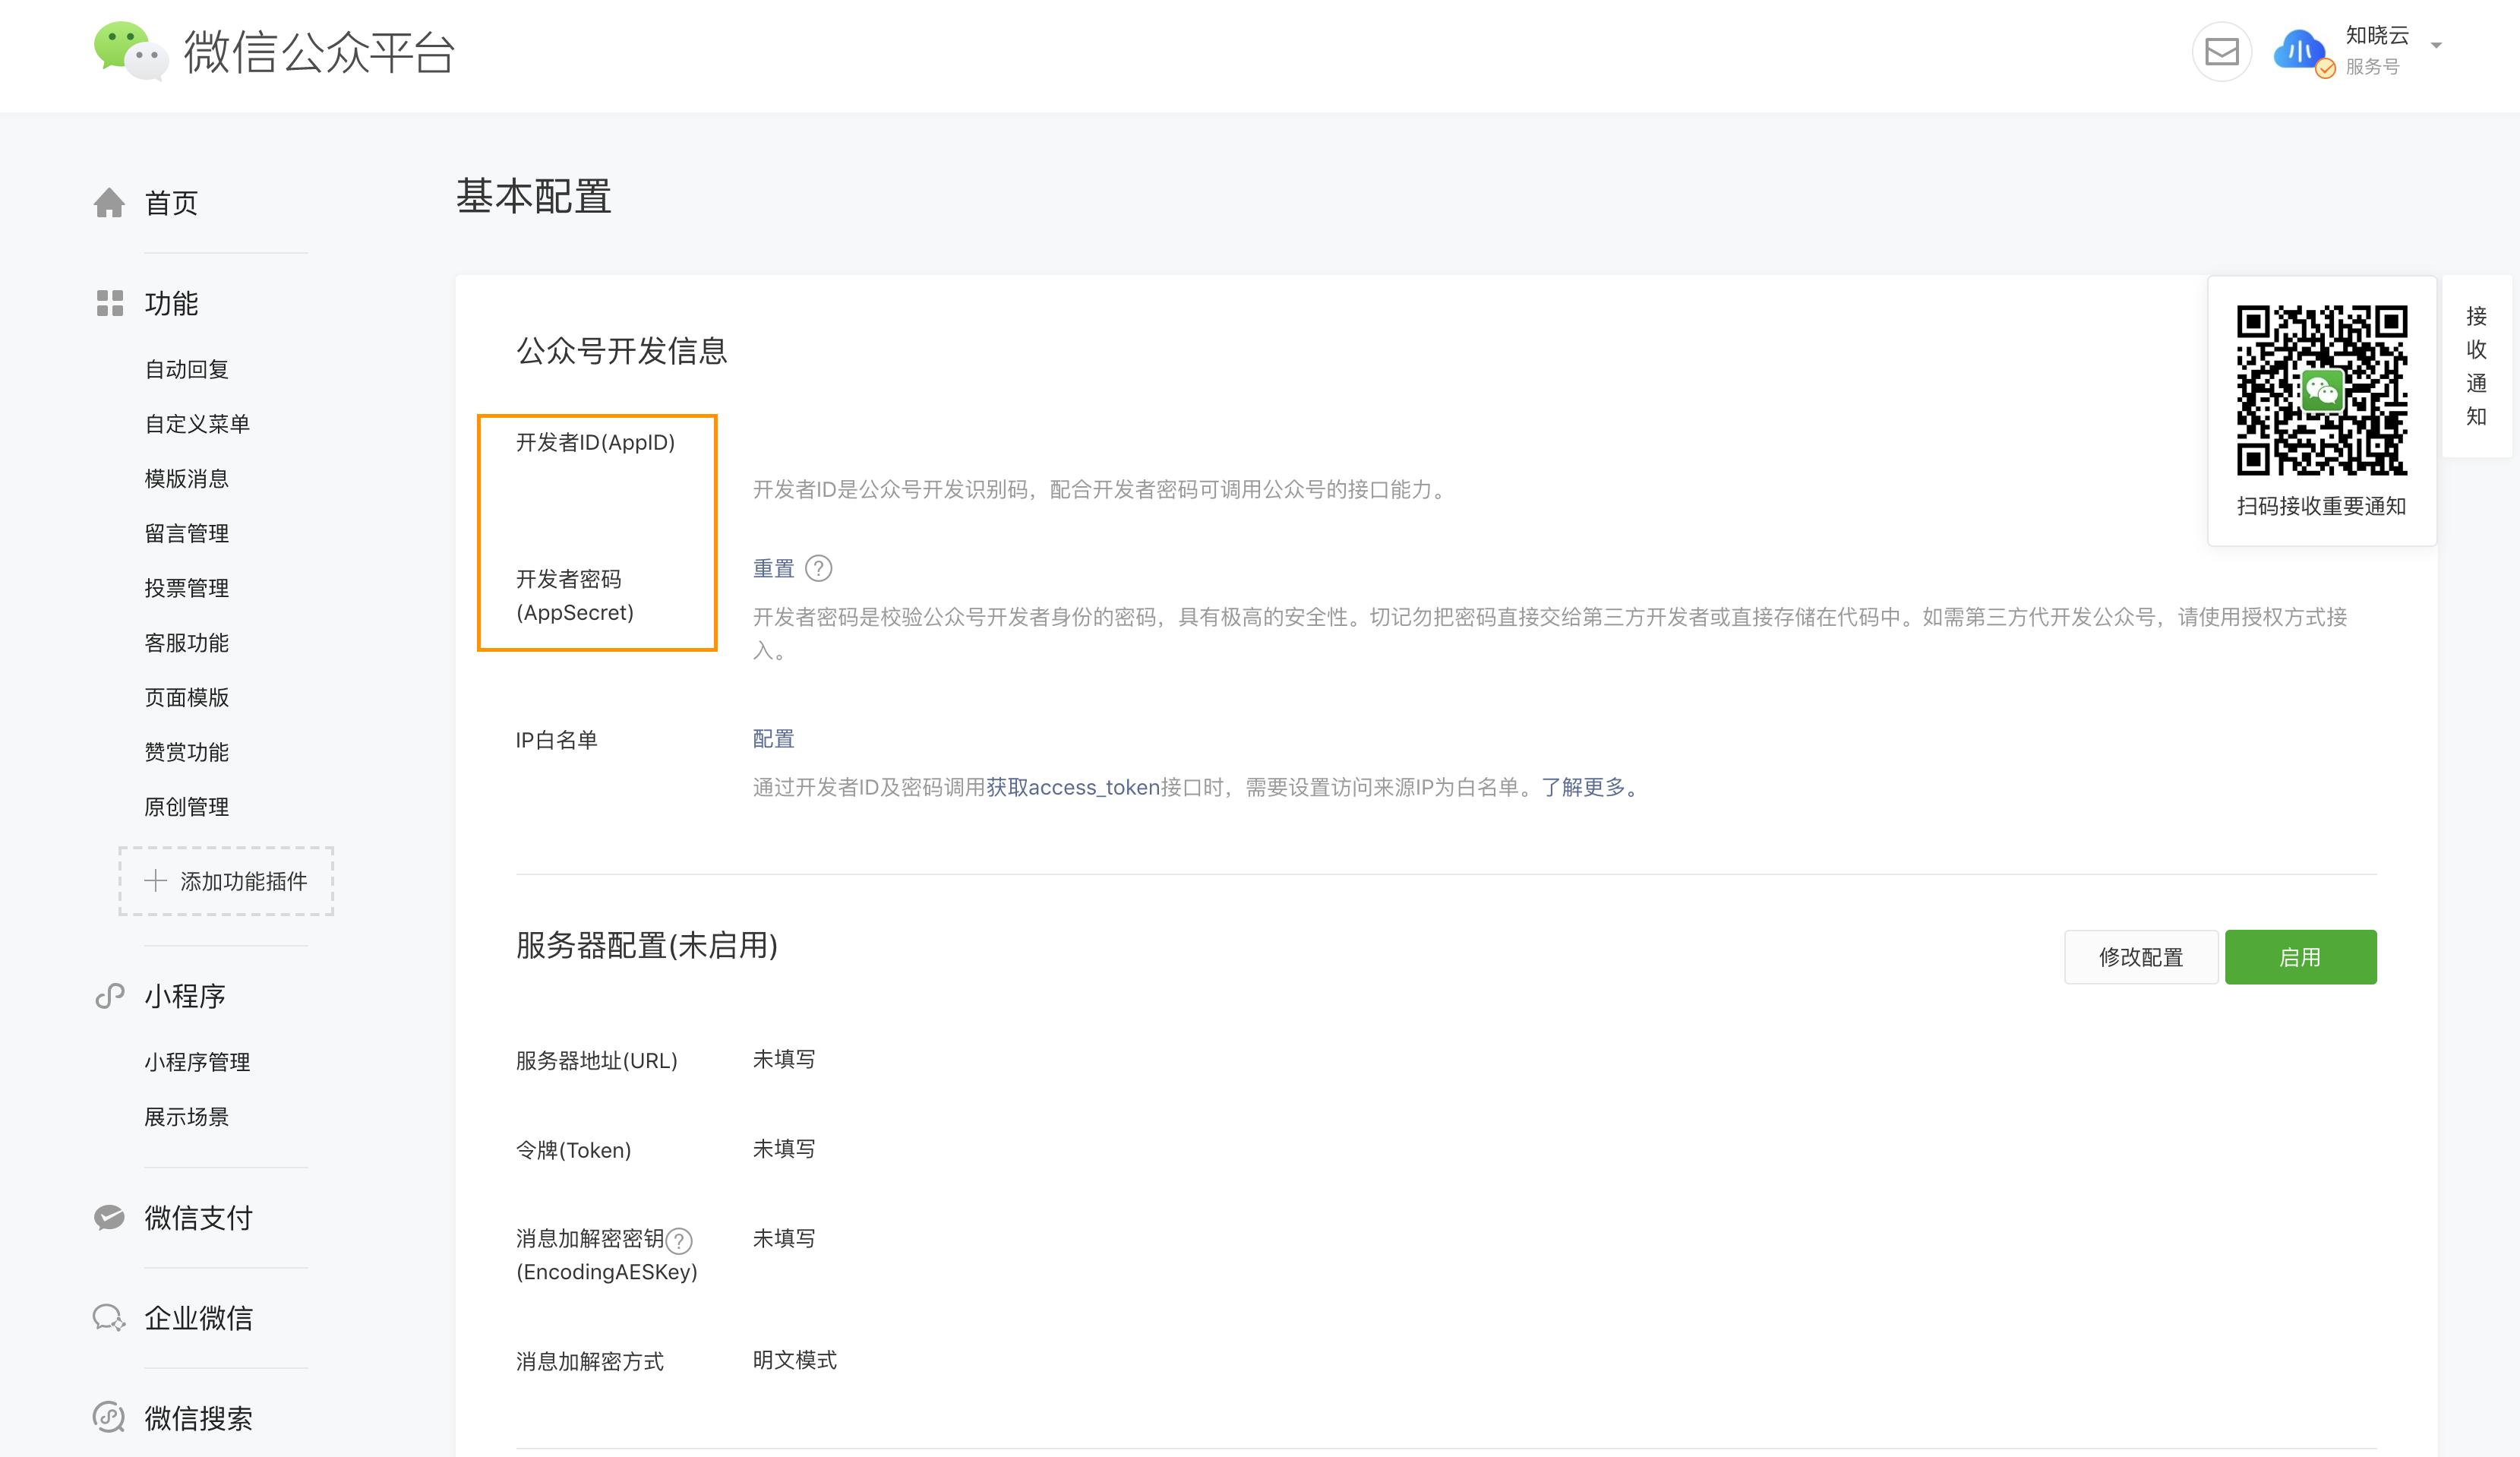 微信公众平台
知晓云
服务号
首页
功能
自动回复
自定义菜单
模版消息
留言管理
投票管理
客服功能
页面模版
赞赏功能
原创管理
添加功能插件
小程序
小程序管理
展示场景
微信支付
企业微信
微信搜索
基本配置
公众号开发信息
开发者ID(AppID)
开发者ID是公众号开发识别码，配合开发者密码可调用公众号的接口能力。
开发者密码
(AppSecret)
重置 ?
开发者密码是校验公众号开发者身份的密码，具有极高的安全性。切记勿把密码直接交给第三方开发者或直接存储在代码中。如需第三方代开发公众号，请使用授权方式接
入。
IP白名单
配置
通过开发者ID及密码调用获取access_token接口时，需要设置访问来源IP为白名单。了解更多。
服务器配置(未启用)
修改配置
启用
服务器地址(URL)
未填写
令牌(Token)
未填写
消息加解密密钥?
(EncodingAESKey)
未填写
消息加解密方式
明文模式
扫码接收重要通知
接
收
通
知